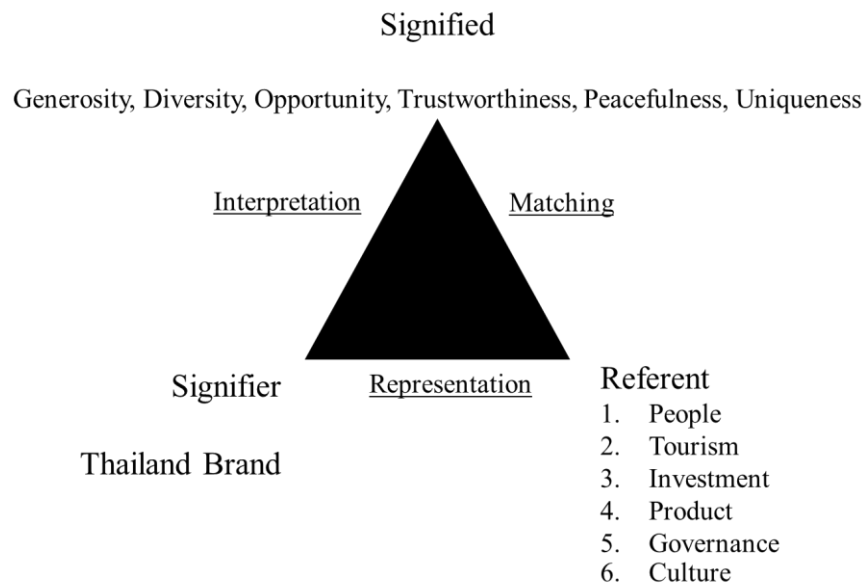 Signified
Generosity, Diversity, Opportunity, Trustworthiness, Peacefulness, Uniqueness
Interpretation
Matching
Signifier
Representation
Referent
1. People
2. Tourism
Thailand Brand
3. Investment
4. Product
5. Governance
6. Culture